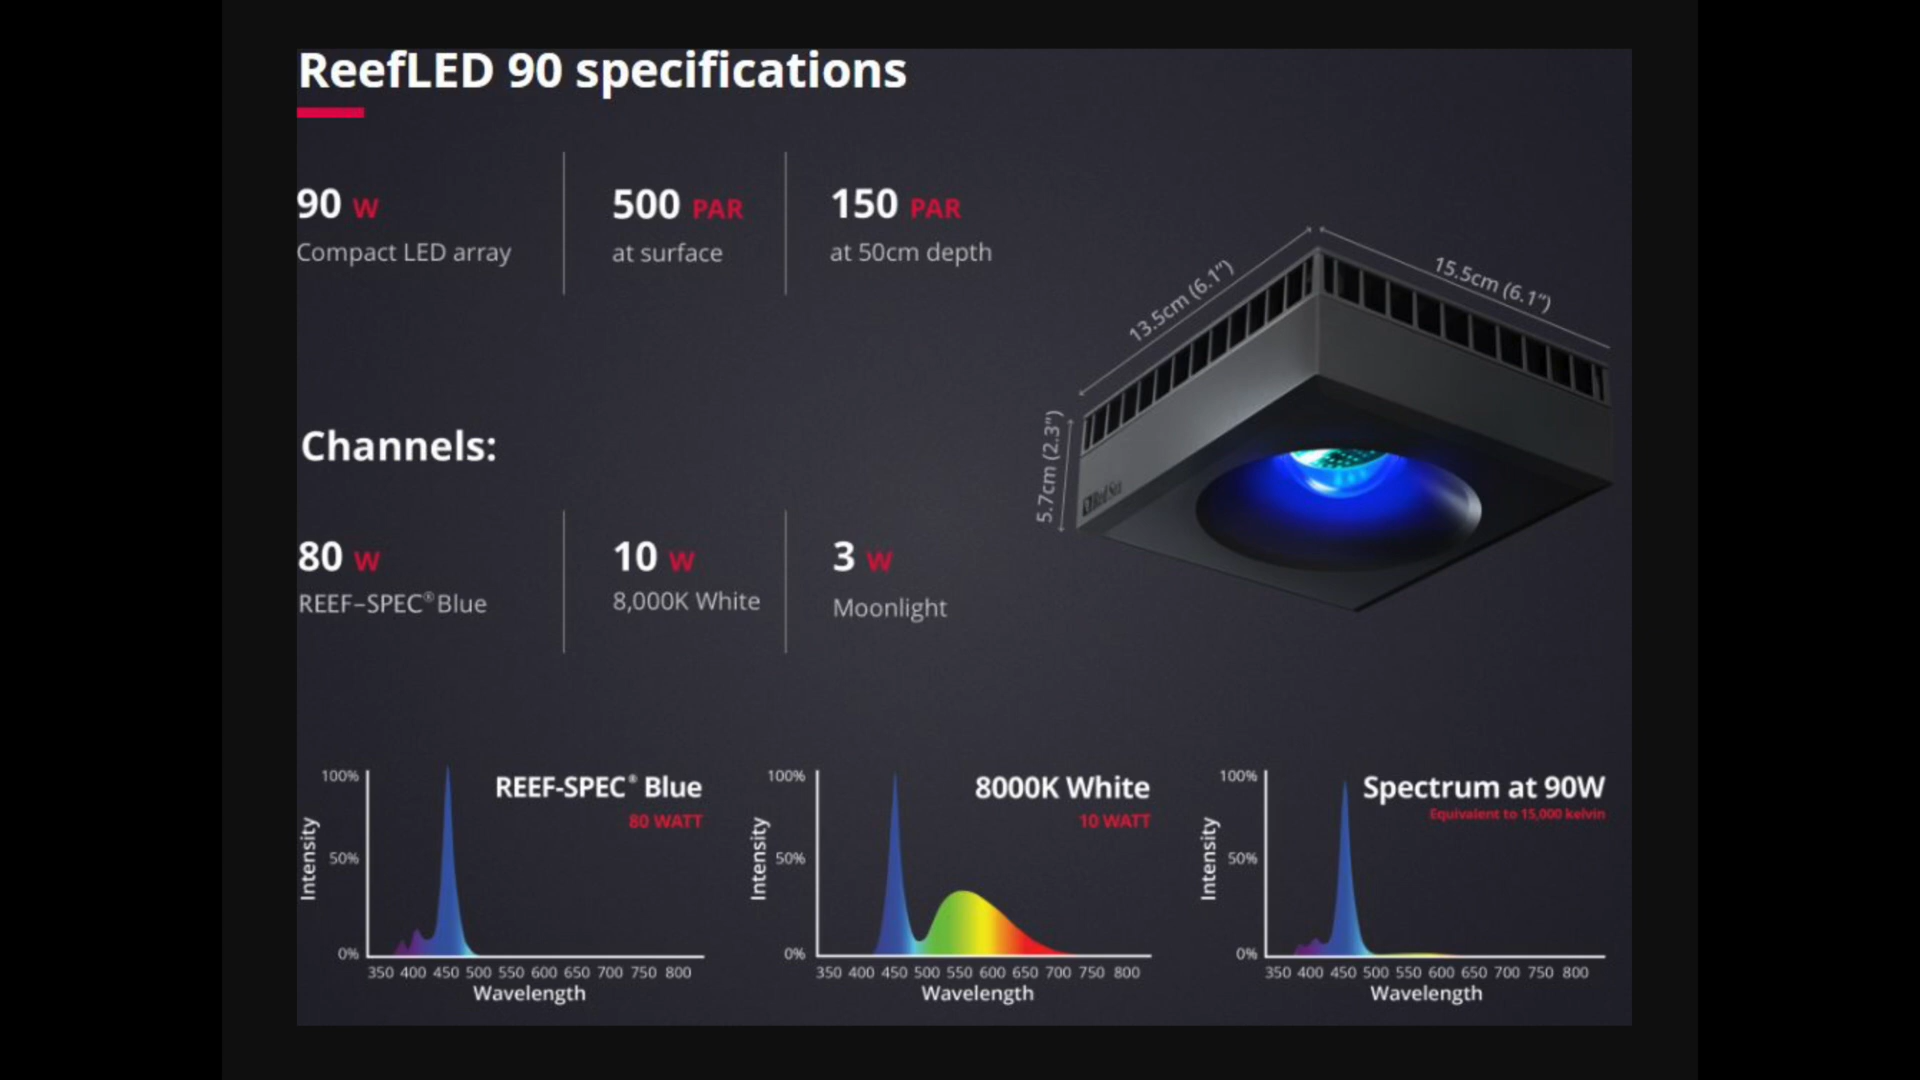 ReefLED 90 specifications
90 W
Compact LED array
500 PAR
at surface
150 PAR
at 50cm depth
13.5cm (6.1”)
15.5cm (6.1”)
5.7cm (2.3”)
Red Sea
Channels:
80 W
REEF–SPEC® Blue
10 W
8,000K White
3 W
Moonlight
REEF-SPEC® Blue
80 WATT
Intensity
100%
50%
0%
350 400 450 500 550 600 650 700 750 800
Wavelength
8000K White
10 WATT
Intensity
100%
50%
0%
350 400 450 500 550 600 650 700 750 800
Wavelength
Spectrum at 90W
Equivalent to 15,000 kelvin
Intensity
100%
50%
0%
350 400 450 500 550 600 650 700 750 800
Wavelength